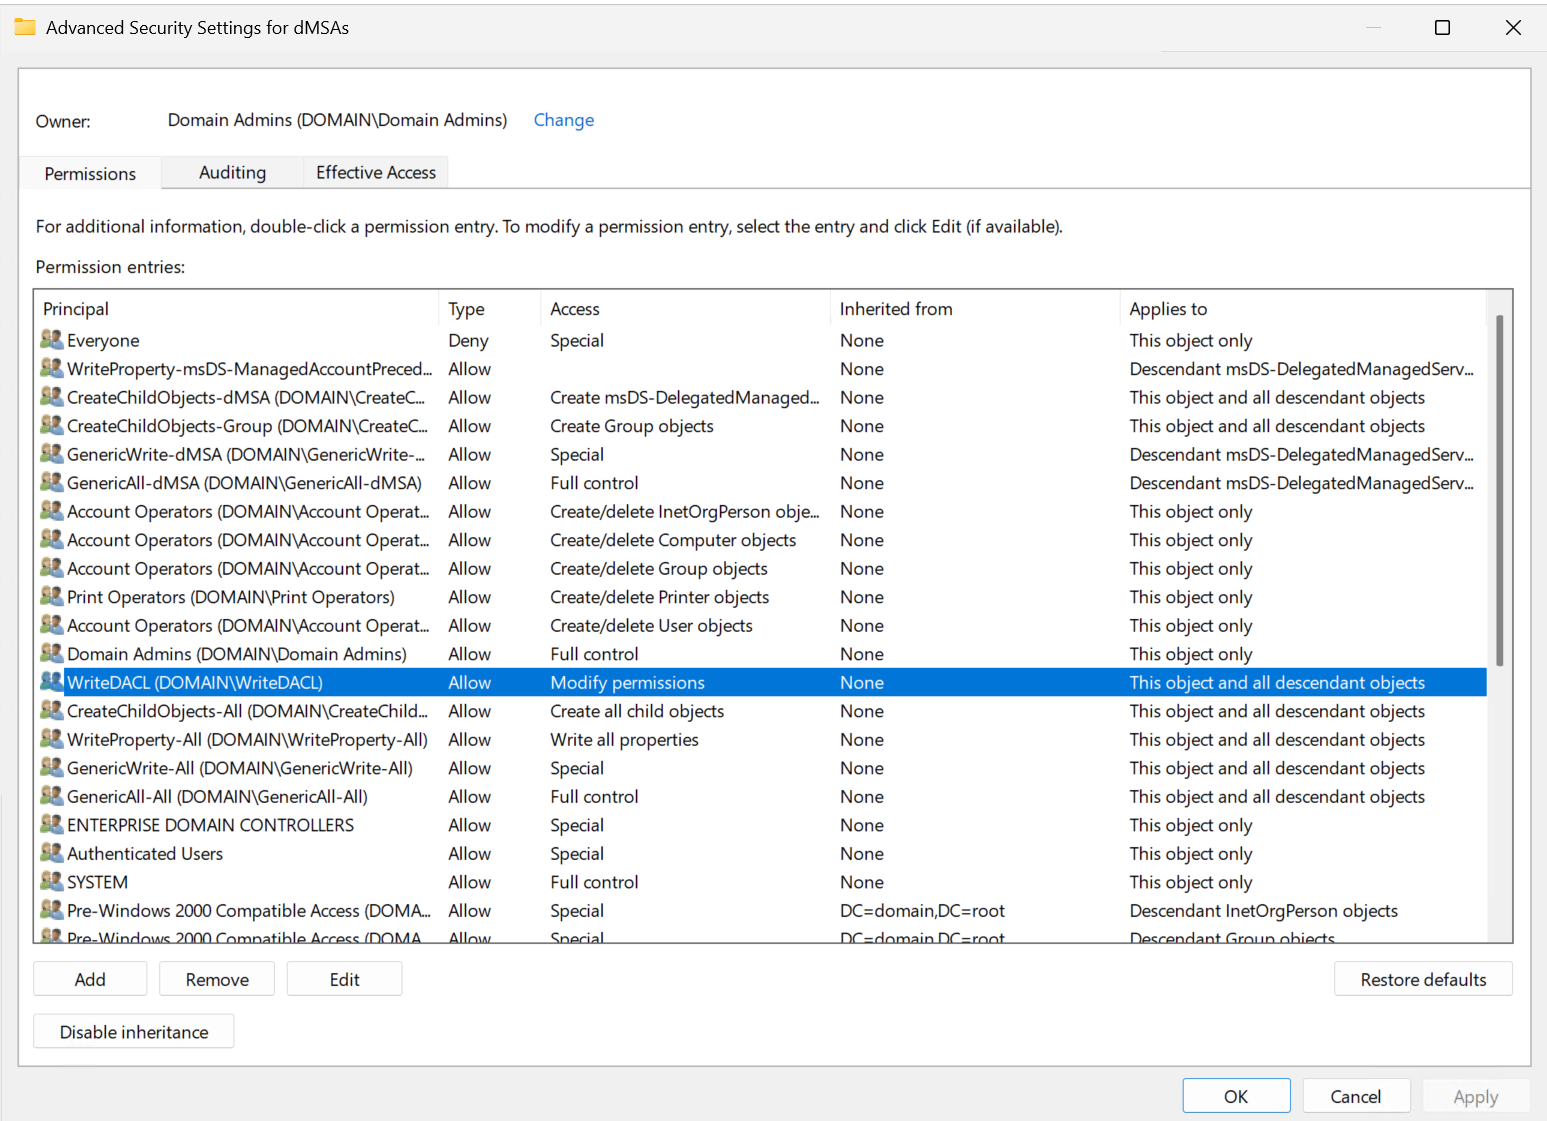 Advanced Security Settings for dMSAs
Owner: Domain Admins (DOMAIN\Domain Admins) Change
Permissions Auditing Effective Access
For additional information, double-click a permission entry. To modify a permission entry, select the entry and click Edit (if available).
Permission entries:
Principal Type Access Inherited from Applies to
Everyone Deny Special None This object only
WriteProperty-msDS-ManagedAccountPreced... Allow None Descendant msDS-DelegatedManagedServ...
CreateChildObjects-dMSA (DOMAIN\CreateC... Allow Create msDS-DelegatedManaged... None This object and all descendant objects
CreateChildObjects-Group (DOMAIN\CreateC... Allow Create Group objects None This object and all descendant objects
GenericWrite-dMSA (DOMAIN\GenericWrite-... Allow Special None Descendant msDS-DelegatedManagedServ...
GenericAll-dMSA (DOMAIN\GenericAll-dMSA) Allow Full control None Descendant msDS-DelegatedManagedServ...
Account Operators (DOMAIN\Account Operat... Allow Create/delete InetOrgPerson obje... None This object only
Account Operators (DOMAIN\Account Operat... Allow Create/delete Computer objects None This object only
Account Operators (DOMAIN\Account Operat... Allow Create/delete Group objects None This object only
Print Operators (DOMAIN\Print Operators) Allow Create/delete Printer objects None This object only
Account Operators (DOMAIN\Account Operat... Allow Create/delete User objects None This object only
Domain Admins (DOMAIN\Domain Admins) Allow Full control None This object only
WriteDACL (DOMAIN\WriteDACL) Allow Modify permissions None This object and all descendant objects
CreateChildObjects-All (DOMAIN\CreateChild... Allow Create all child objects None This object and all descendant objects
WriteProperty-All (DOMAIN\WriteProperty-All) Allow Write all properties None This object and all descendant objects
GenericWrite-All (DOMAIN\GenericWrite-All) Allow Special None This object and all descendant objects
GenericAll-All (DOMAIN\GenericAll-All) Allow Full control None This object and all descendant objects
ENTERPRISE DOMAIN CONTROLLERS Allow Special None This object only
Authenticated Users Allow Special None This object only
SYSTEM Allow Full control None This object only
Pre-Windows 2000 Compatible Access (DOMA... Allow Special DC=domain,DC=root Descendant InetOrgPerson objects
Pre-Windows 2000 Compatible Access (DOMA Allow Special DC=domain,DC=root Descendant Group objects
Add Remove Edit Restore defaults
Disable inheritance
OK Cancel Apply